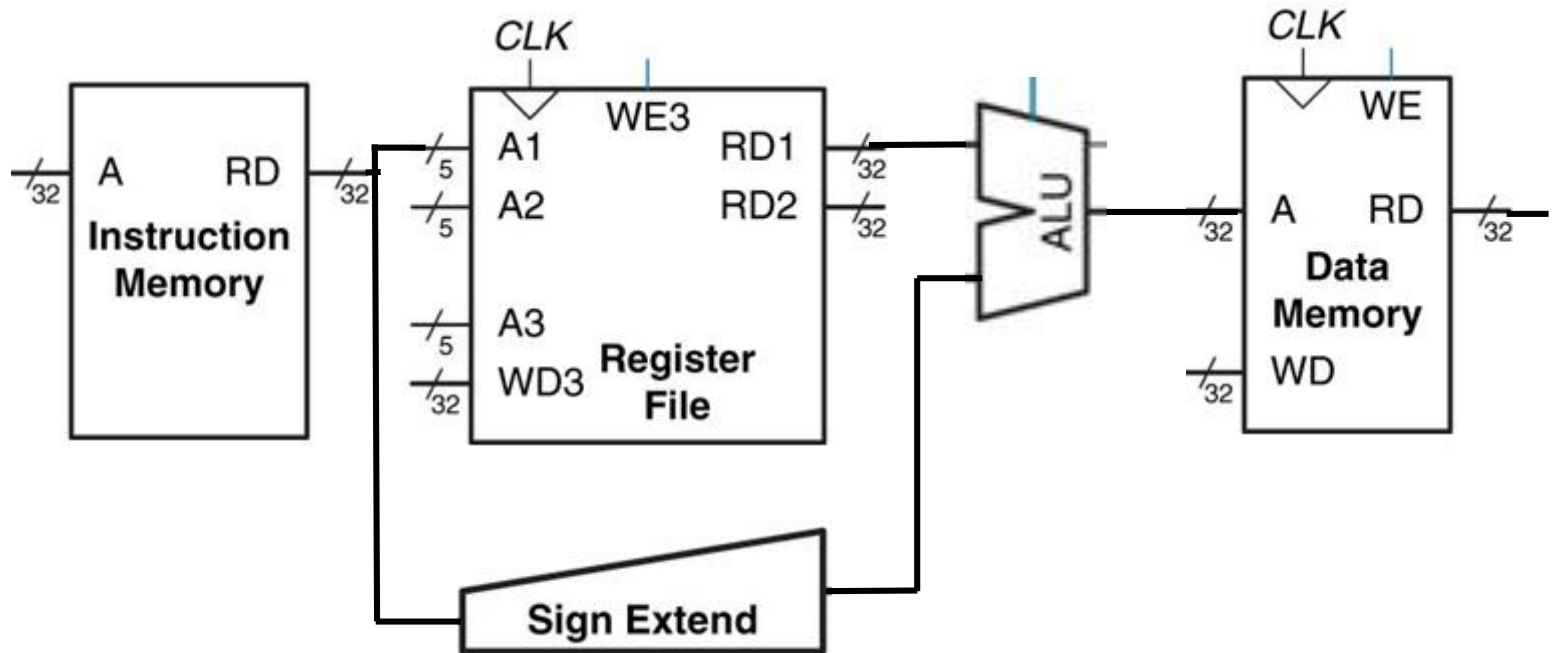 CLK
CLK
WE3
WE
A1
RD1
A RD
5
32
32
32
A2
RD2
A RD
5
32
32
32
Instruction
Memory
ALU
Data
Memory
A3
5
Register
File
WD3
32
WD
32
Sign Extend